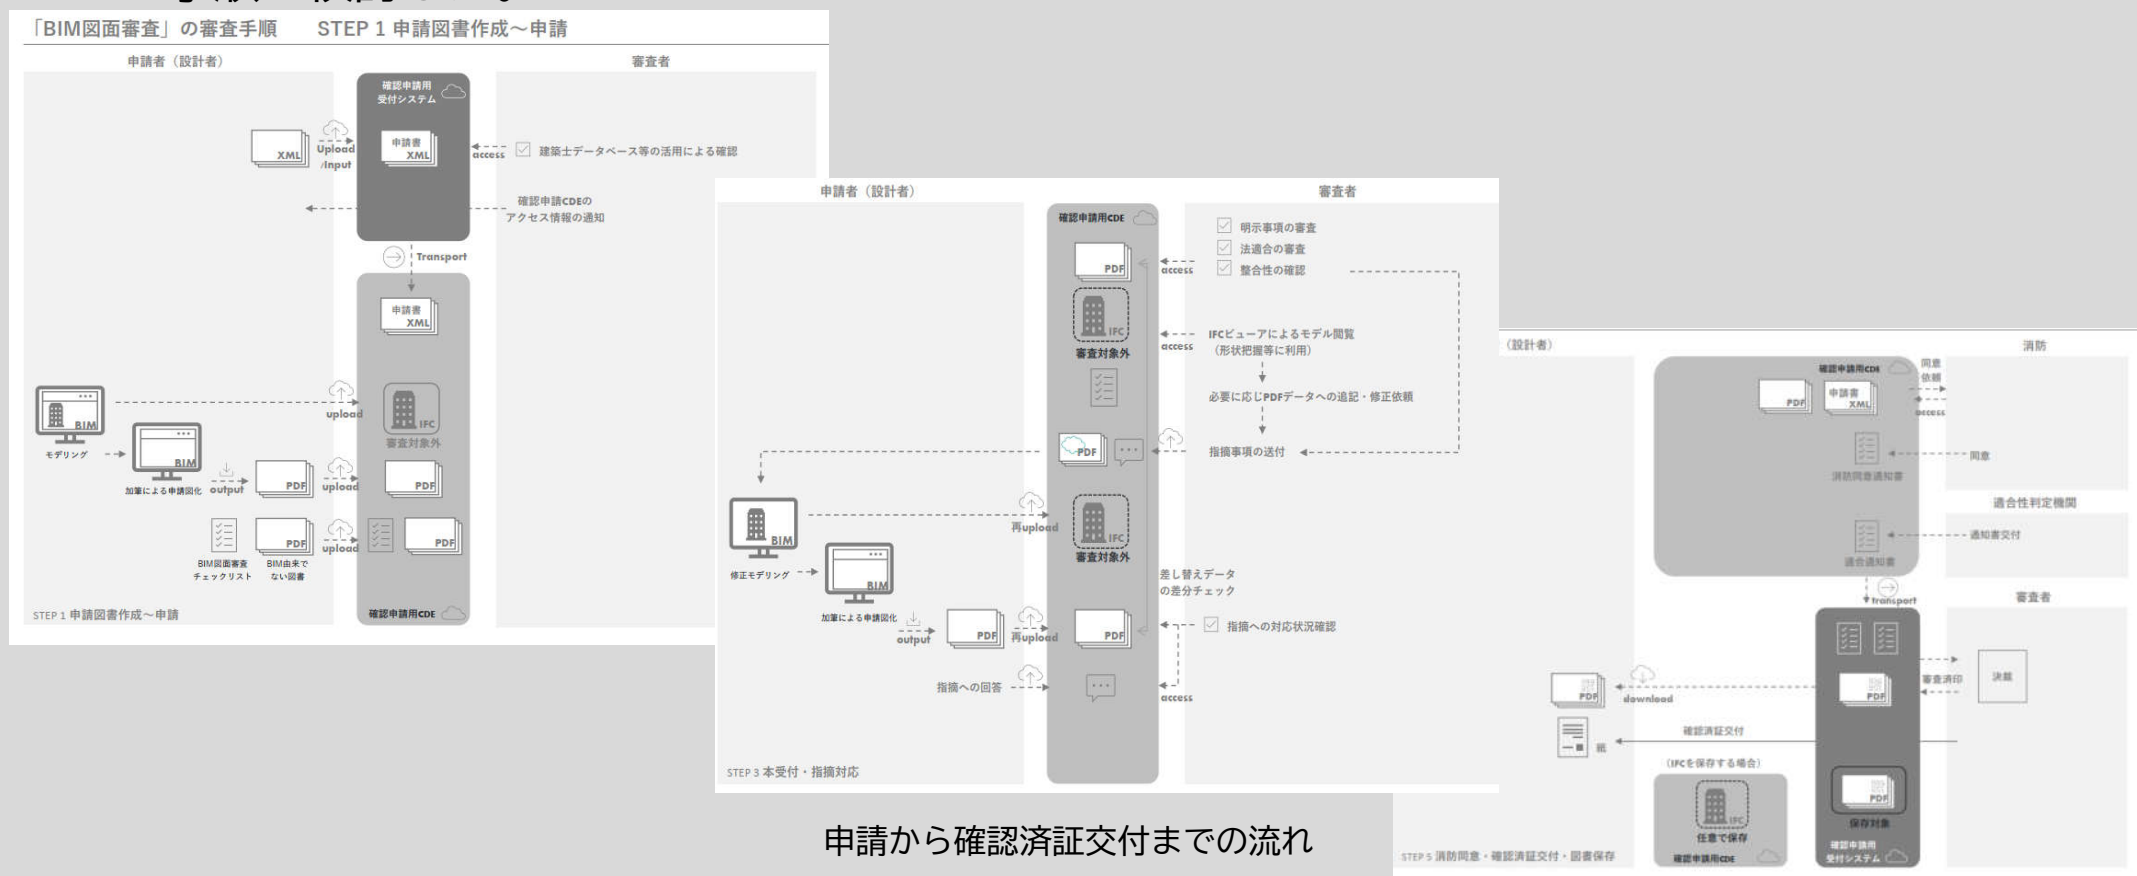 「BIM図面審査」の審査手順 STEP 1 申請図書作成～申請
申請者（設計者）
審査者
確認申請用
受付システム
XML
Upload
/Input
申請書
XML
access
建築士データベース等の活用による確認
確認申請CDEの
アクセス情報の通知
Transport
申請書
XML
BIM
モデリング
upload
IFC
審査対象外
BIM
加筆による申請図化
output
PDF
upload
PDF
BIM図面審査
チェックリスト
PDF
BIM由来で
ない図書
upload
PDF
STEP 1 申請図書作成～申請
確認申請用CDE
申請者（設計者）
審査者
確認申請用CDE
PDF
access
明示事項の審査
法適合の審査
整合性の確認
IFC
審査対象外
access
IFCビューアによるモデル閲覧
（形状把握等に利用）
必要に応じPDFデータへの追記・修正依頼
PDF
指摘事項の送付
BIM
修正モデリング
再upload
IFC
審査対象外
BIM
加筆による申請図化
差し替えデータ
の差分チェック
output
PDF
再upload
PDF
指摘への対応状況確認
指摘への回答
access
STEP 3 本受付・指摘対応
（設計者）
消防
確認申請用CDE
PDF
申請書
XML
同意
依頼
access
消防同意通知書
同意
適合性判定機関
適合通知書
通知書交付
transport
審査者
PDF
download
PDF
審査済印
決裁
紙
確認済証交付
（IFCを保存する場合）
IFC
任意で保存
確認申請用CDE
PDF
保存対象
確認申請用
受付システム
STEP 5 消防同意・確認済証交付・図書保存
申請から確認済証交付までの流れ